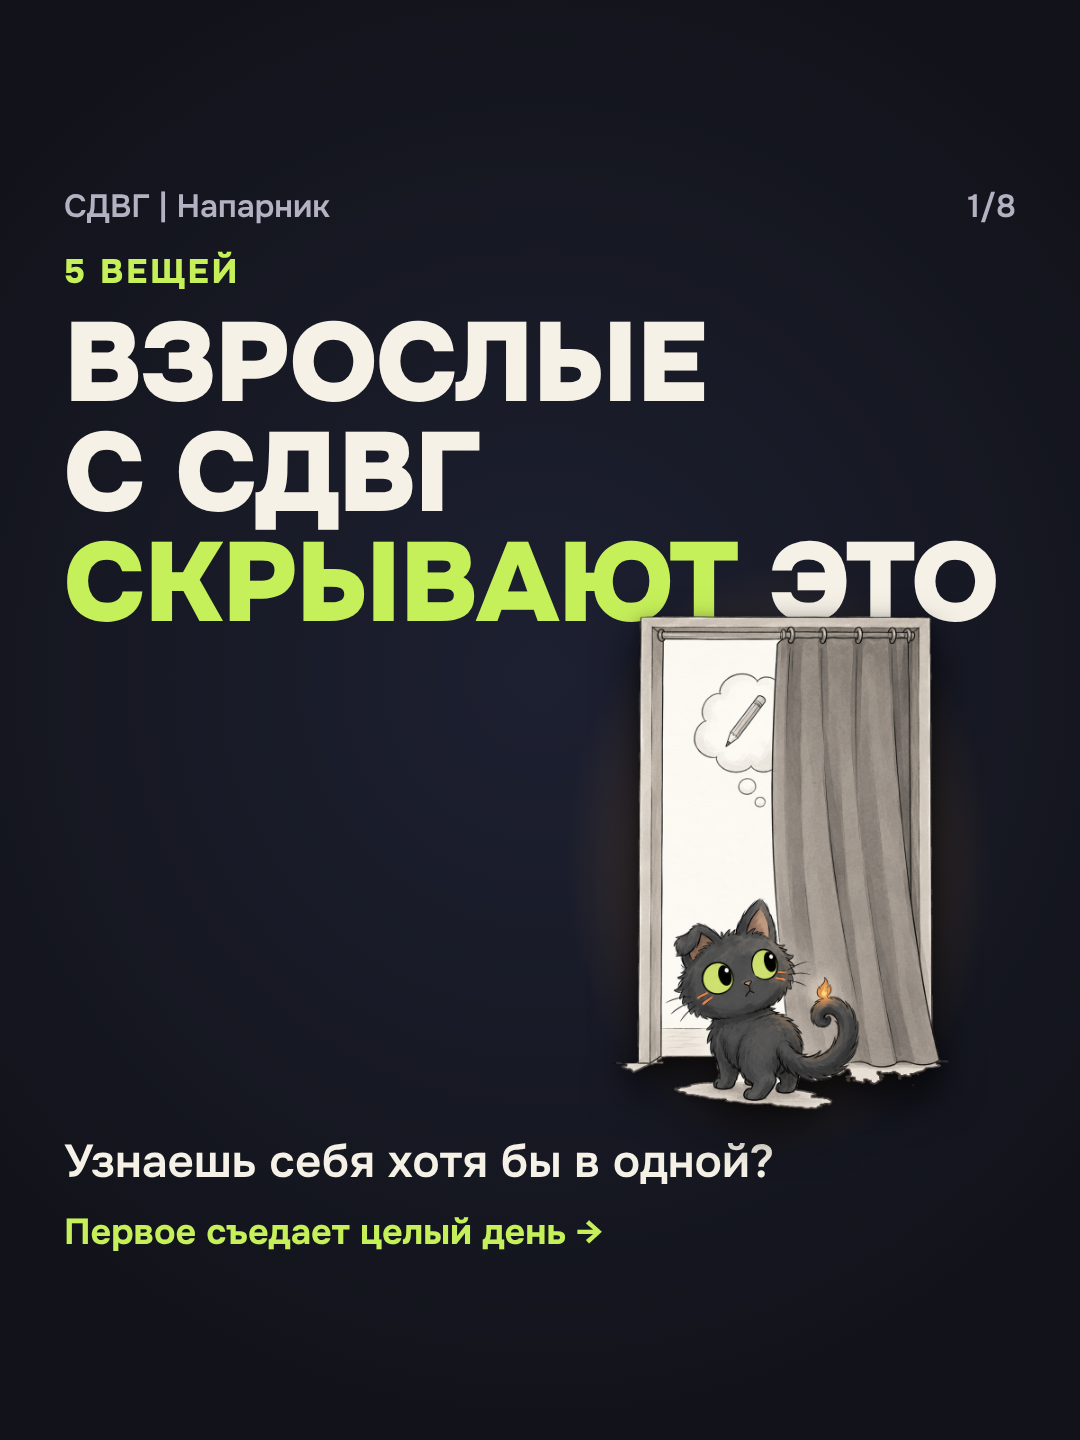 СДВГ | Напарник
1/8
5 ВЕЩЕЙ
ВЗРОСЛЫЕ
С СДВГ
СКРЫВАЮТ ЭТО
Узнаешь себя хотя бы в одной?
Первое съедает целый день →